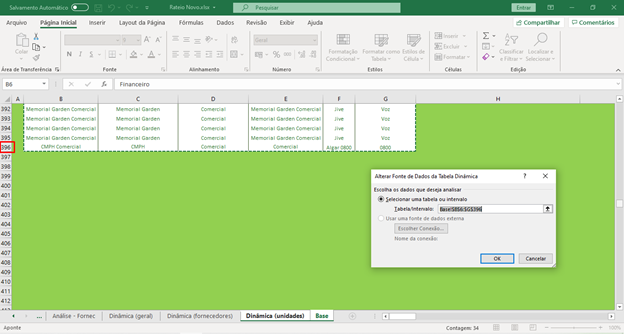 Salvamento Automático
Rateio Novo.xlsx
Pesquisar
Entrar
Arquivo Página Inicial Inserir Layout da Página Fórmulas Dados Revisão Exibir Ajuda Compartilhar Comentários
Colar
Geral
Formatação Condicional
Formatar como Tabela
Estilos de Célula
Inserir
Excluir
Formatar
Classificar e Filtrar
Localizar e Selecionar
Área de Transferência Fonte Alinhamento Número Estilos Células Edição
B6 fx Financeiro
A B C D E F G H
392 Memorial Garden Comercial Memorial Garden Comercial Memorial Garden Comercial Jive Voz
393 Memorial Garden Comercial Memorial Garden Comercial Memorial Garden Comercial Jive Voz
394 Memorial Garden Comercial Memorial Garden Comercial Memorial Garden Comercial Jive Voz
395 Memorial Garden Comercial Memorial Garden Comercial Memorial Garden Comercial Jive Voz
396 CMPH Comercial CMPH Comercial Comercial Algar 0800 0800
397
398
399
400
401
402
403
404
405
406
407
408
409
410
411
412
Alterar Fonte de Dados da Tabela Dinâmica ? ×
Escolha os dados que deseja analisar
Selecionar uma tabela ou intervalo
Tabela/Intervalo: Base!$B$6:$G$396
Usar uma fonte de dados externa
Escolher Conexão...
Nome da conexão:
OK Cancelar
... Análise - Fornec Dinâmica (geral) Dinâmica (fornecedores) Dinâmica (unidades) Base
Aponte Contagem: 34 100%